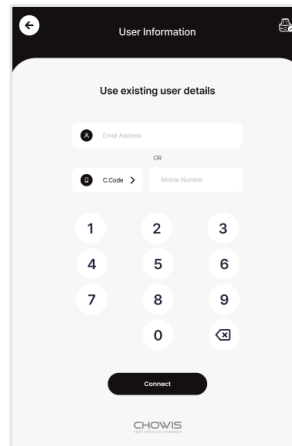 User Information
Use existing user details
Email Address
OR
C.Code
Mobile Number
1 2 3
4 5 6
7 8 9
0
Connect
CHOWIS